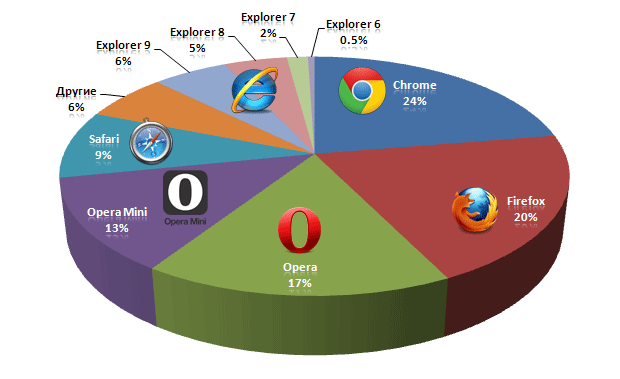 Explorer 6
0.5%
Explorer 7
2%
Explorer 8
5%
Explorer 9
6%
Другие
6%
Safari
9%
Opera Mini
Opera Mini
13%
Opera
17%
Firefox
20%
Chrome
24%